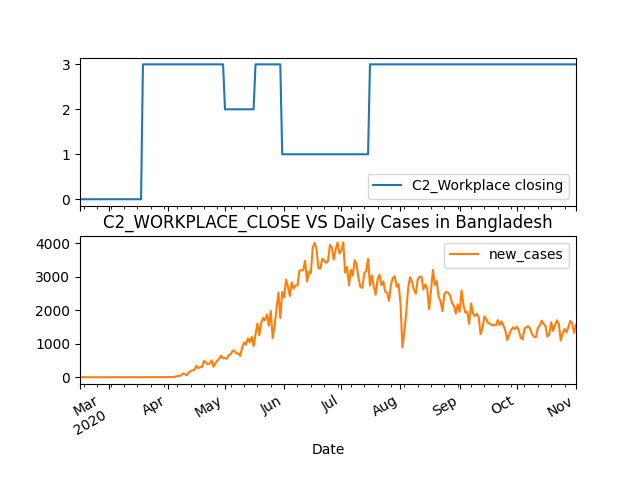 3
2
1
0
C2_Workplace closing
C2_WORKPLACE_CLOSE VS Daily Cases in Bangladesh
4000
3000
2000
1000
0
new_cases
Mar
2020
Apr
May
Jun
Jul
Aug
Sep
Oct
Nov
Date